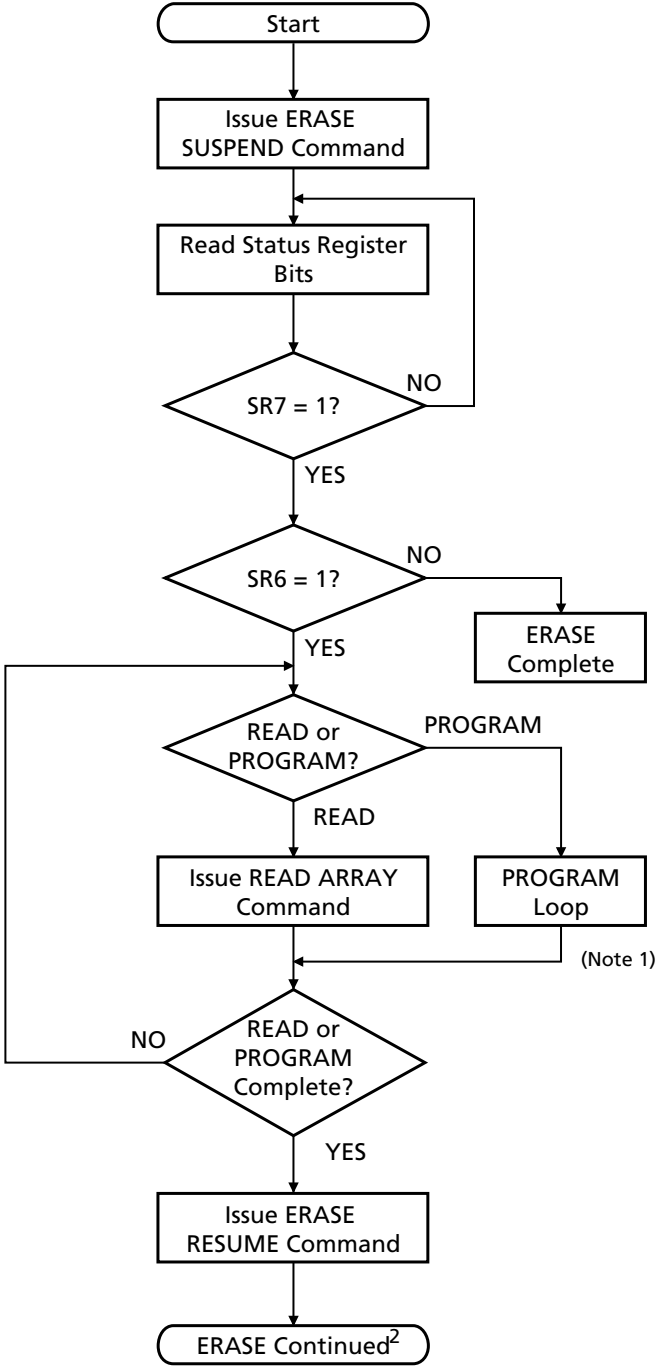 Start
Issue ERASE
SUSPEND Command
Read Status Register
Bits
NO
SR7 = 1?
YES
NO
SR6 = 1?
YES
ERASE
Complete
READ or
PROGRAM?
PROGRAM
READ
Issue READ ARRAY
Command
PROGRAM
Loop
(Note 1)
NO
READ or
PROGRAM
Complete?
YES
Issue ERASE
RESUME Command
ERASE Continued2